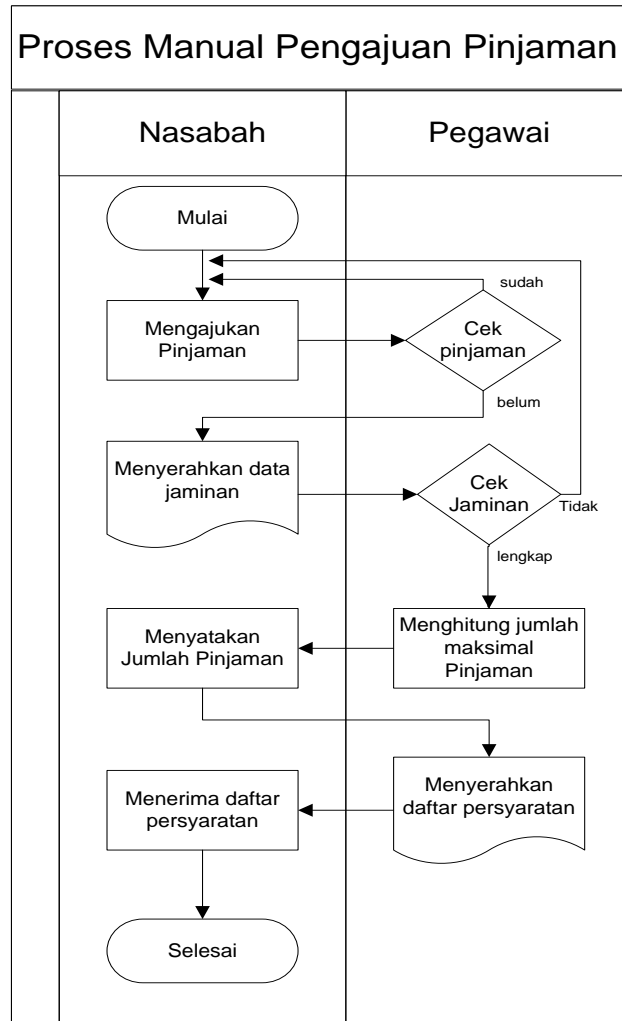 Proses Manual Pengajuan Pinjaman
Nasabah
Pegawai
Mulai
sudah
Mengajukan
Pinjaman
Cek
pinjaman
belum
Menyerahkan data
jaminan
Cek
Jaminan
Tidak
lengkap
Menyatakan
Jumlah Pinjaman
Menghitung jumlah
maksimal
Pinjaman
Menyerahkan
daftar persyaratan
Menerima daftar
persyaratan
Selesai